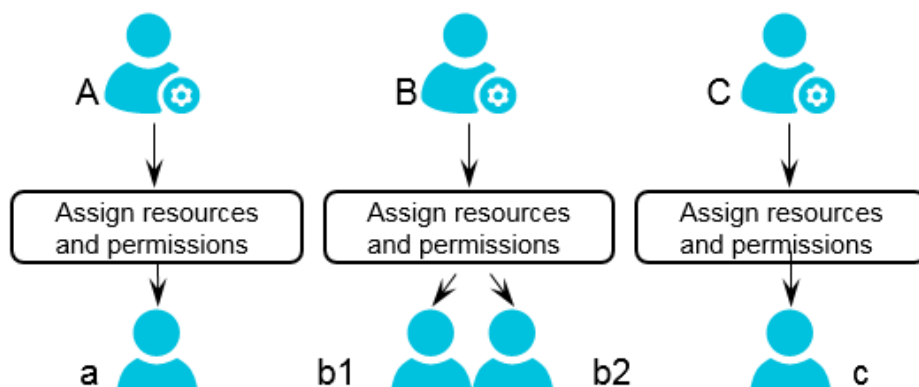 A
B
C
Assign resources
and permissions
Assign resources
and permissions
Assign resources
and permissions
a
b1
b2
c